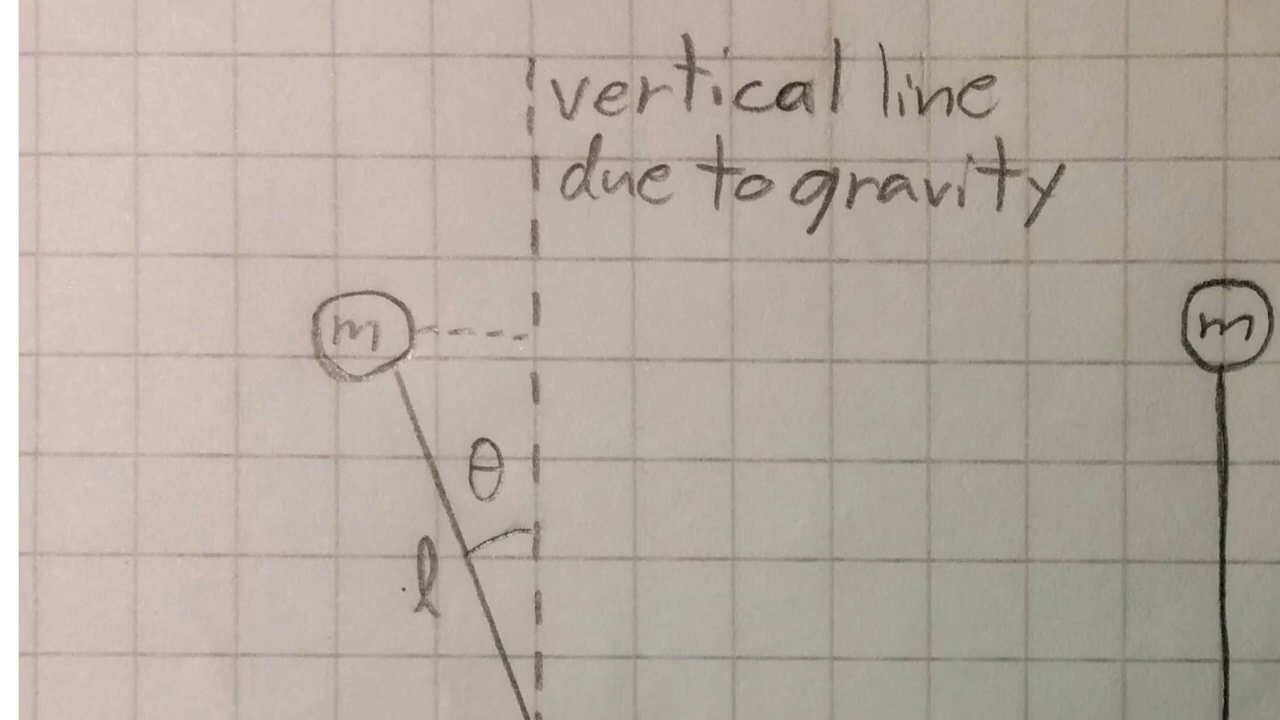 vertical line
due to gravity
m
m
θ
l